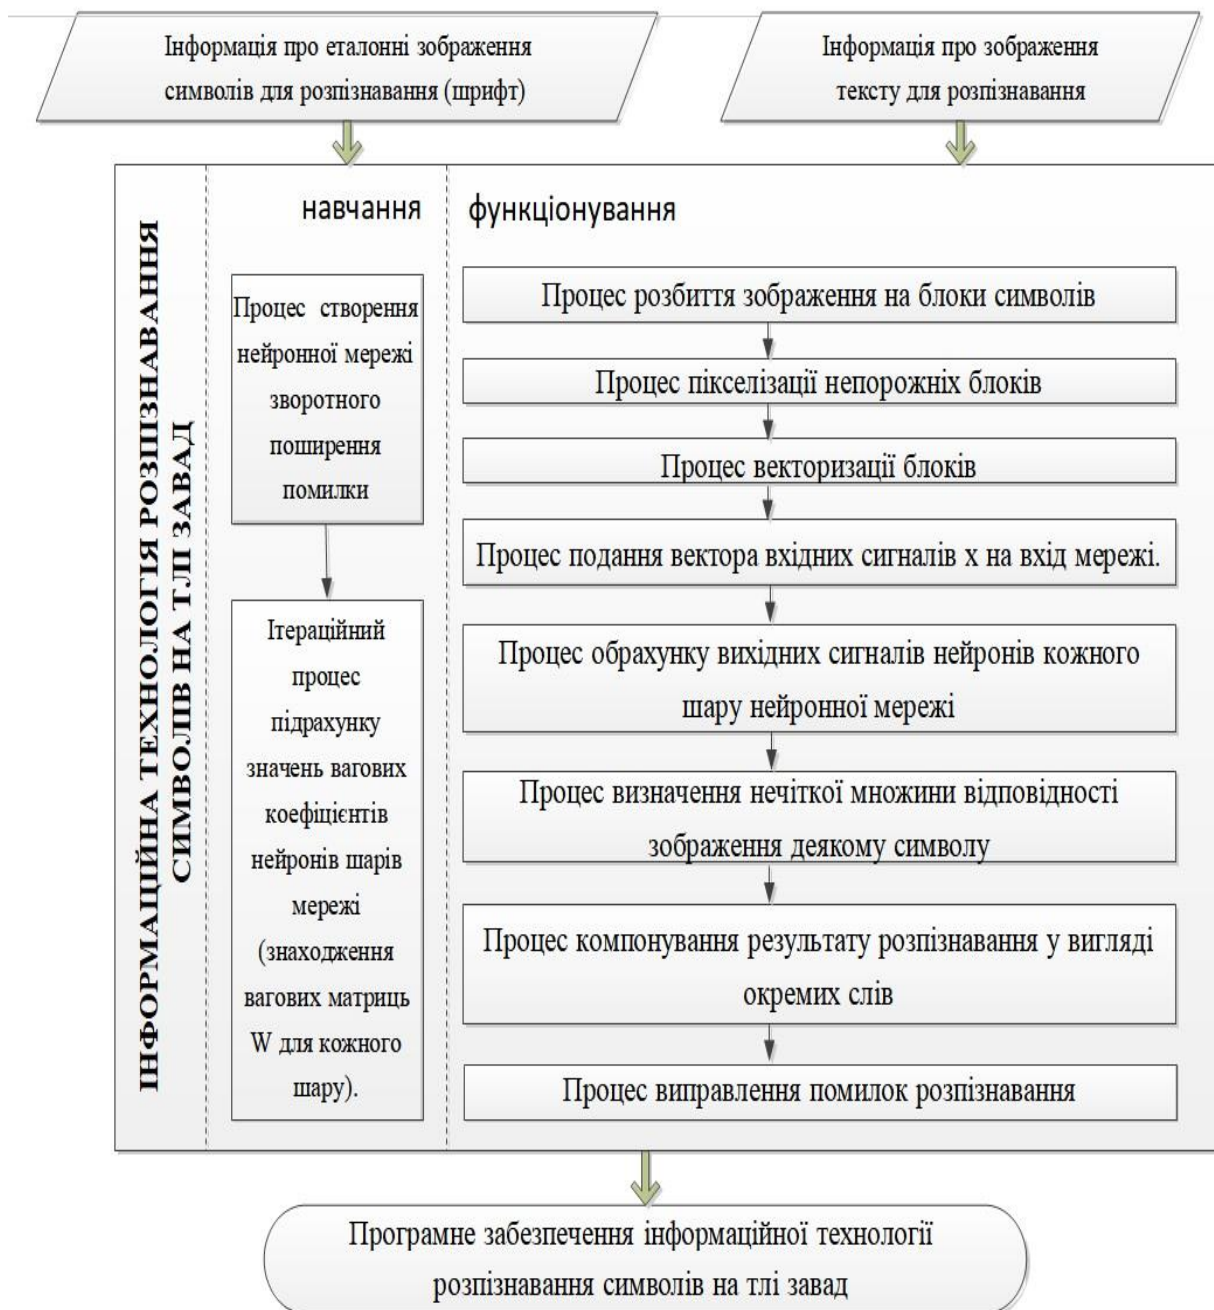 Інформація про еталонні зображення
символів для розпізнавання (шрифт)
Інформація про зображення
тексту для розпізнавання
ІНФОРМАЦІЙНА ТЕХНОЛОГІЯ РОЗПІЗНАВАННЯ
СИМВОЛІВ НА ТЛІ ЗАВАД
навчання
Процес створення
нейронної мережі
зворотного
поширення
помилки
Ітераційний
процес
підрахунку
значень вагових
коефіцієнтів
нейронів шарів
мережі
(знаходження
вагових матриць
W для кожного
шару).
функціонування
Процес розбиття зображення на блоки символів
Процес пікселізації непорожніх блоків
Процес векторизації блоків
Процес подання вектора вхідних сигналів x на вхід мережі.
Процес обрахунку вихідних сигналів нейронів кожного
шару нейронної мережі
Процес визначення нечіткої множини відповідності
зображення деякому символу
Процес компонування результату розпізнавання у вигляді
окремих слів
Процес виправлення помилок розпізнавання
Програмне забезпечення інформаційної технології
розпізнавання символів на тлі завад